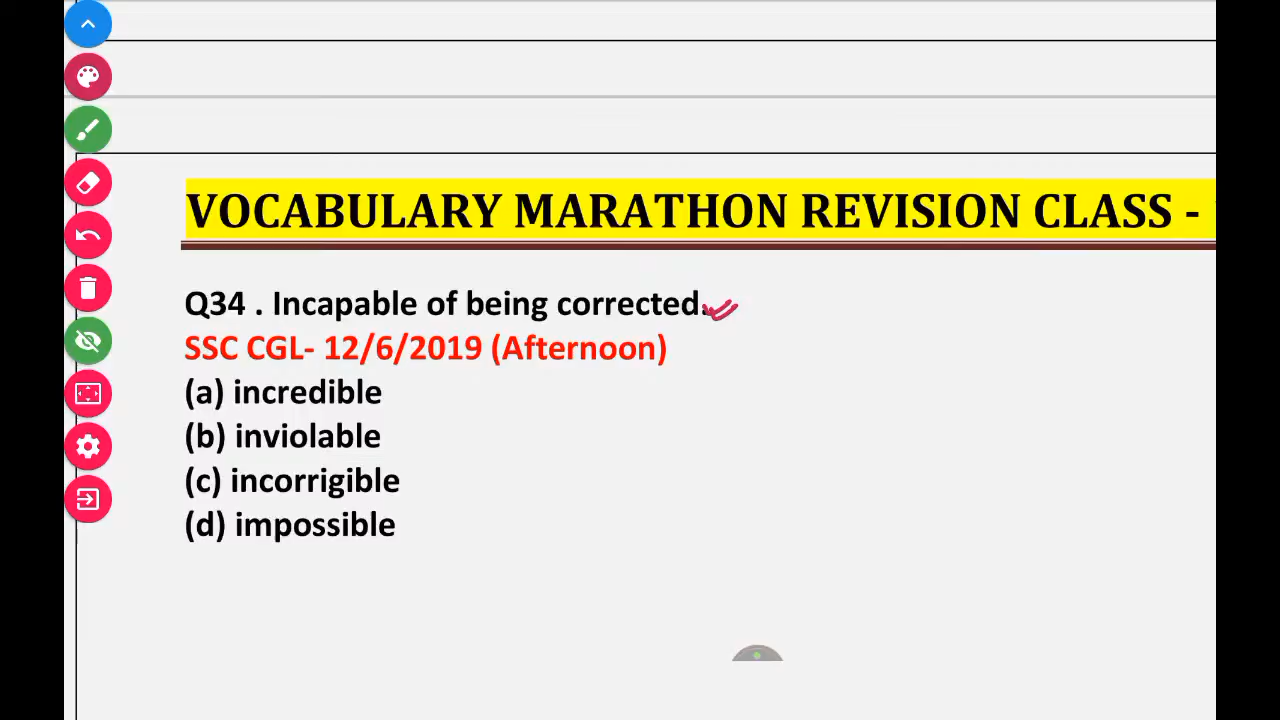 VOCABULARY MARATHON REVISION CLASS -
Q34 . Incapable of being corrected.
SSC CGL- 12/6/2019 (Afternoon)
(a) incredible
(b) inviolable
(c) incorrigible
(d) impossible